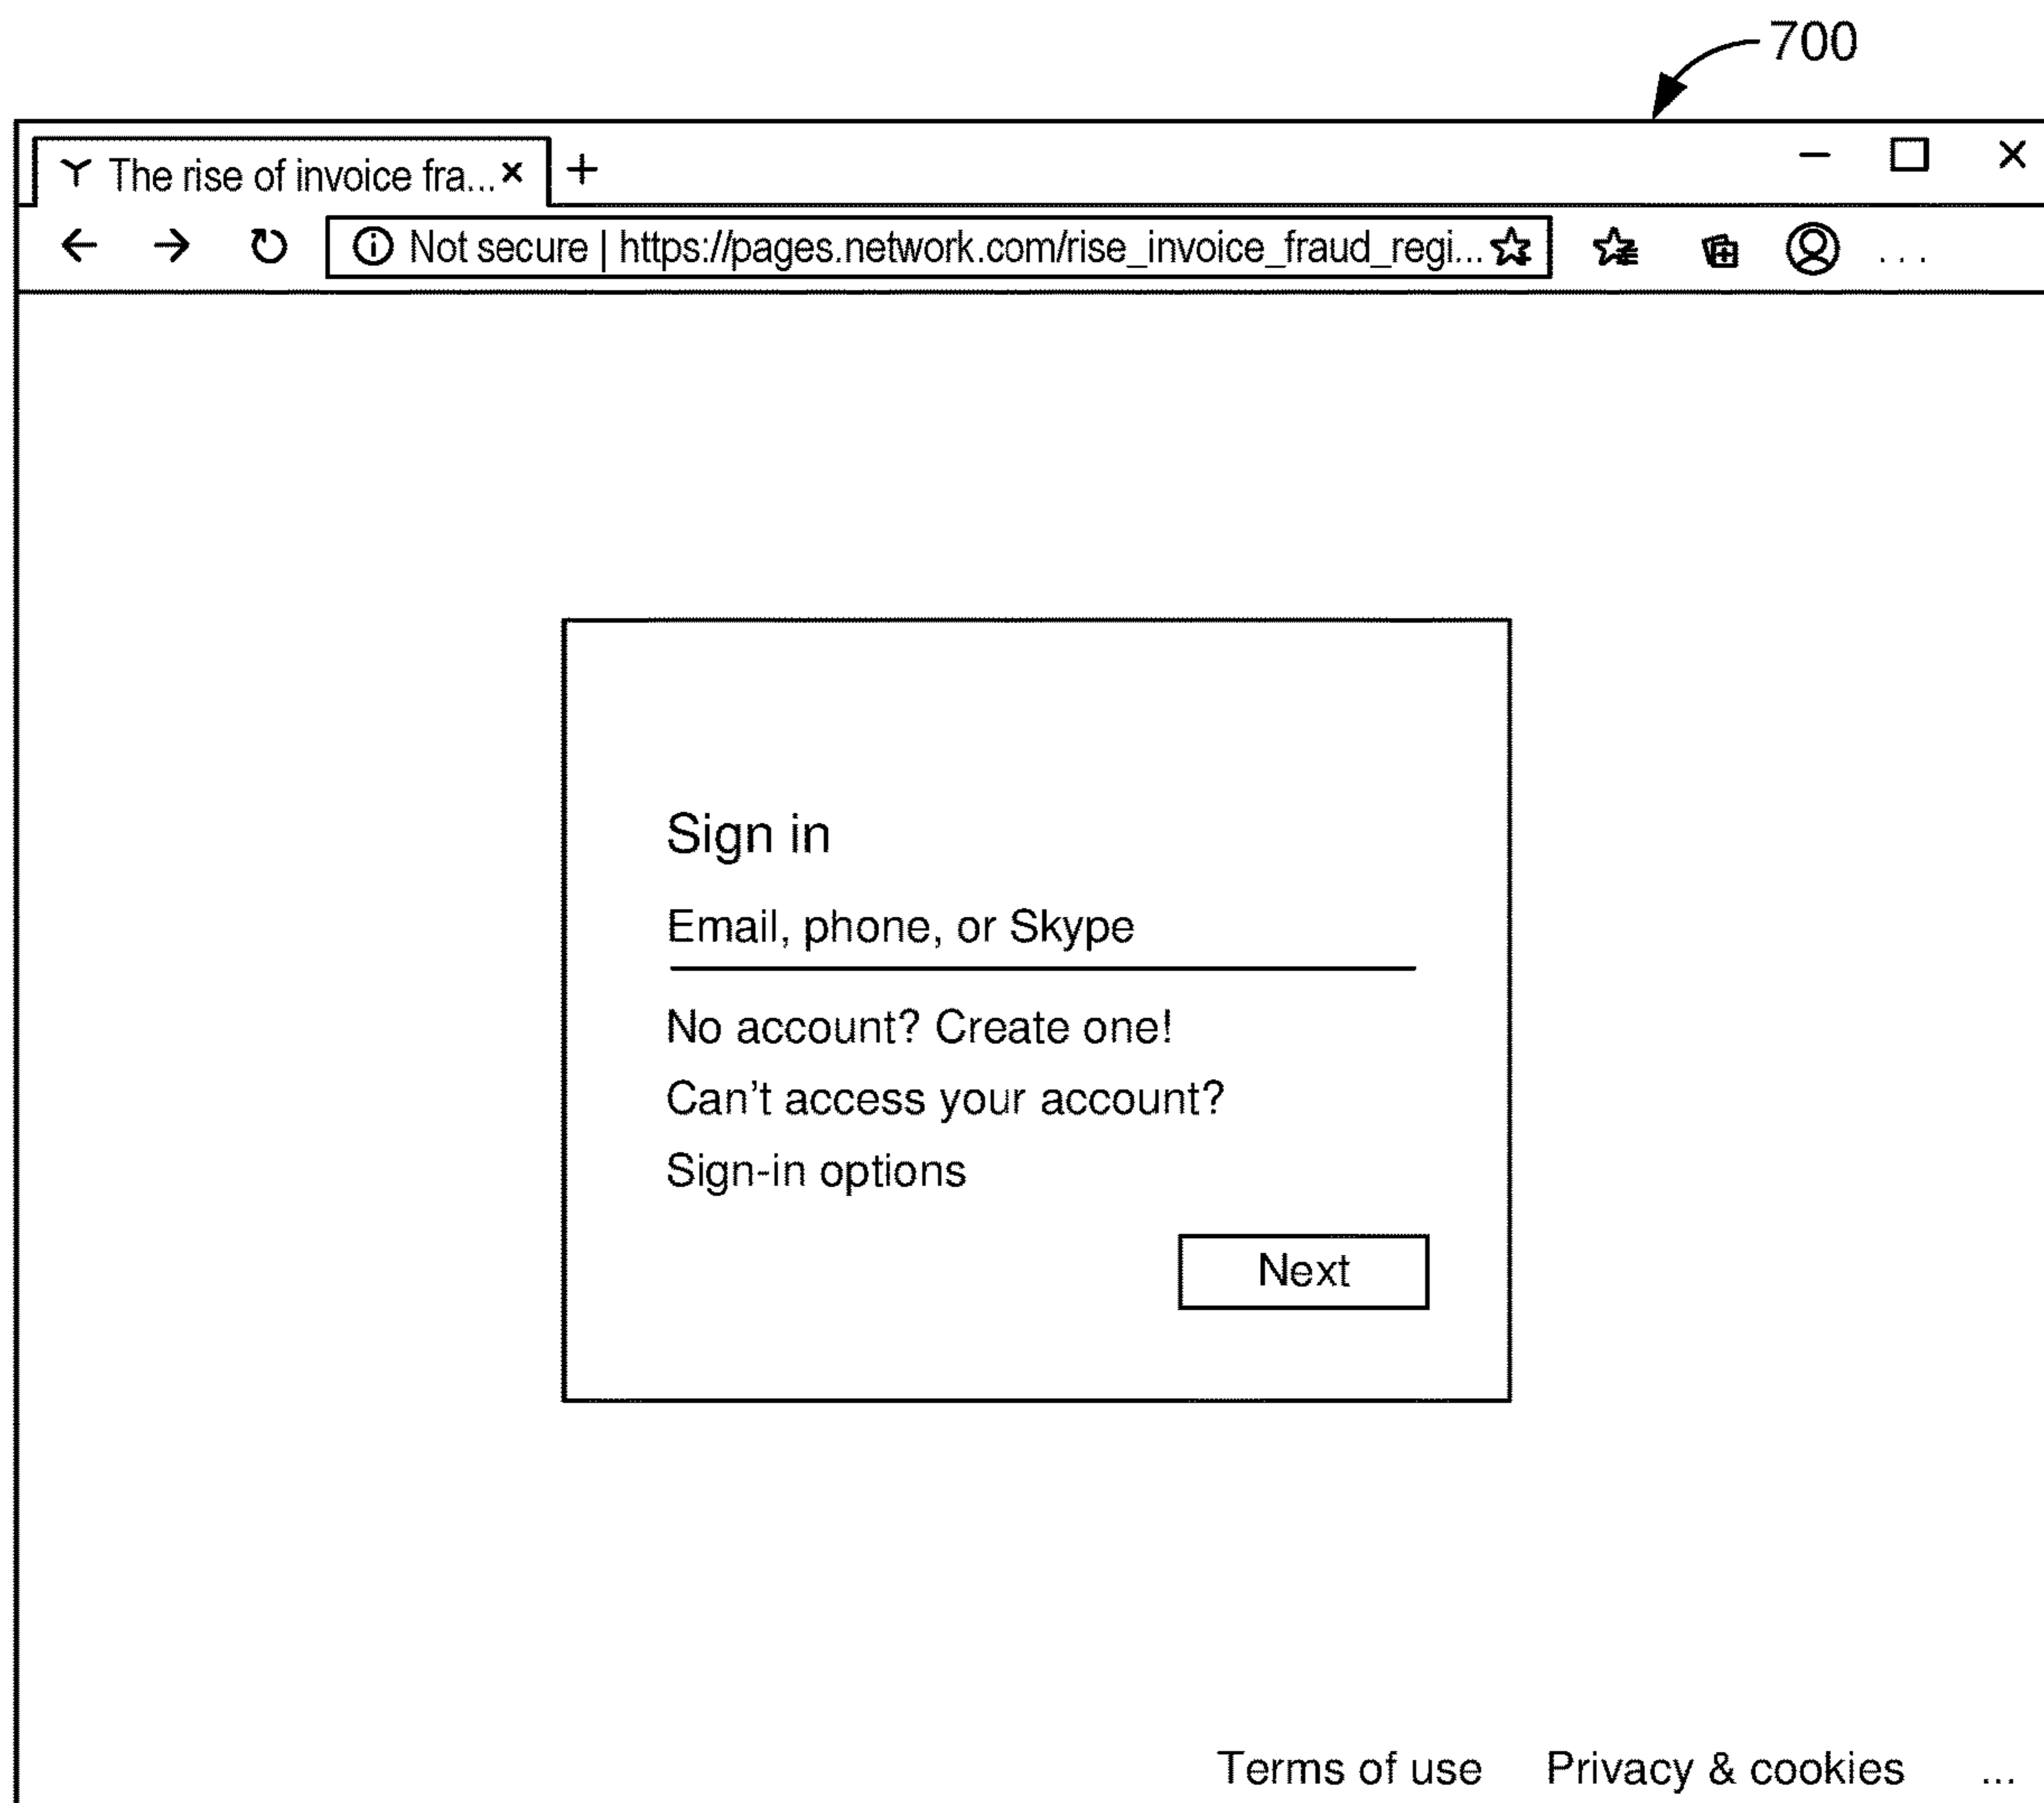 700
The rise of invoice fra...
Not secure | https://pages.network.com/rise_invoice_fraud_regi...
Sign in
Email, phone, or Skype
No account? Create one!
Can't access your account?
Sign-in options
Next
Terms of use Privacy & cookies ...